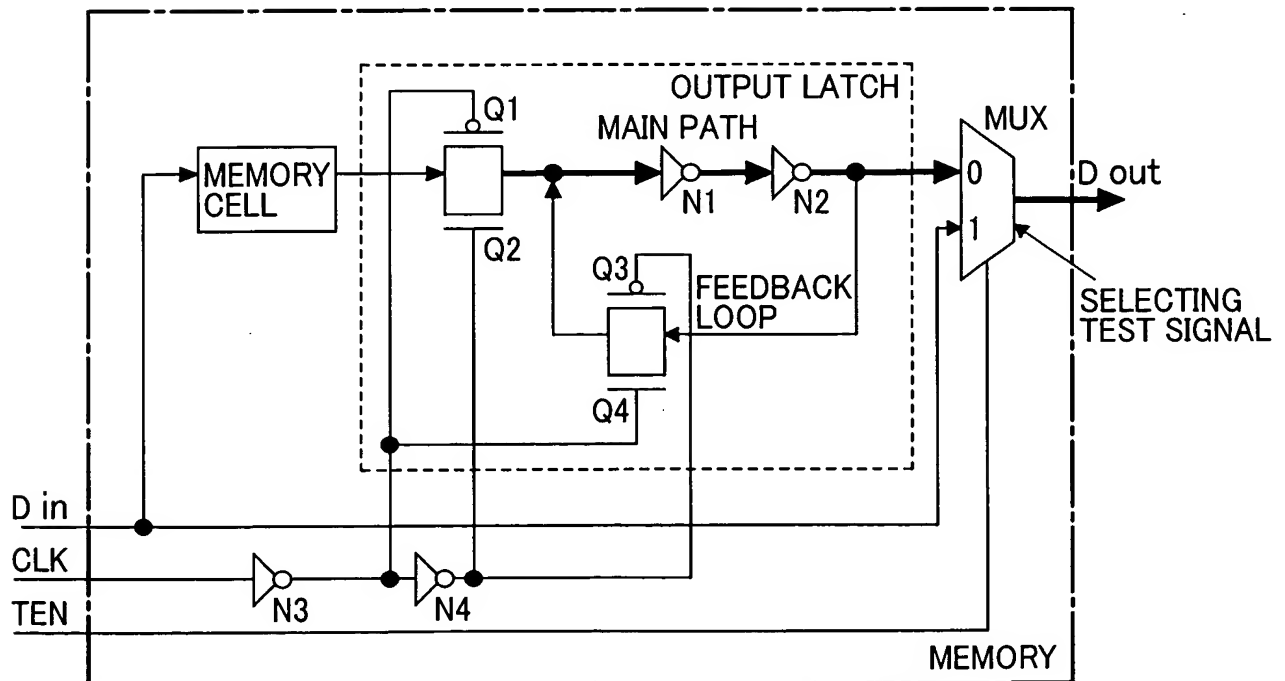 OUTPUT LATCH
Q1
MAIN PATH
MUX
MEMORY
CELL
0
D out
N1
N2
1
Q2
Q3
FEEDBACK
LOOP
SELECTING
TEST SIGNAL
Q4
D in
CLK
N3
N4
TEN
MEMORY